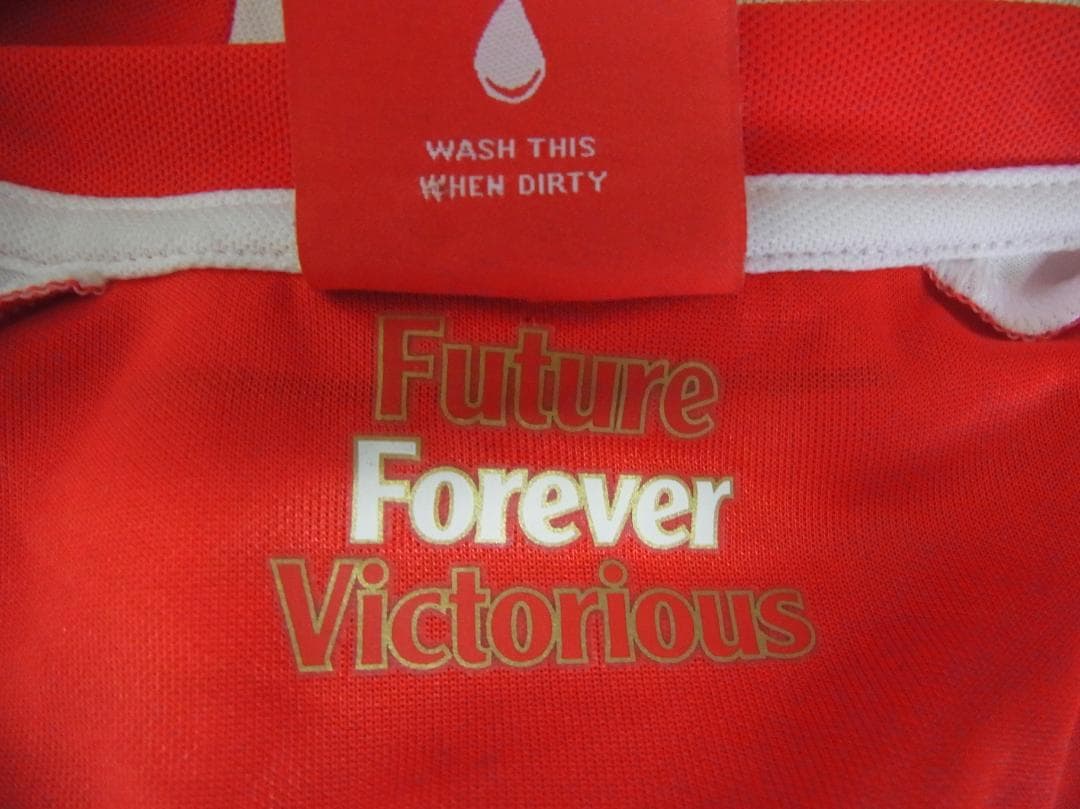 WASH THIS
WHEN DIRTY
Future
Forever
Victorious